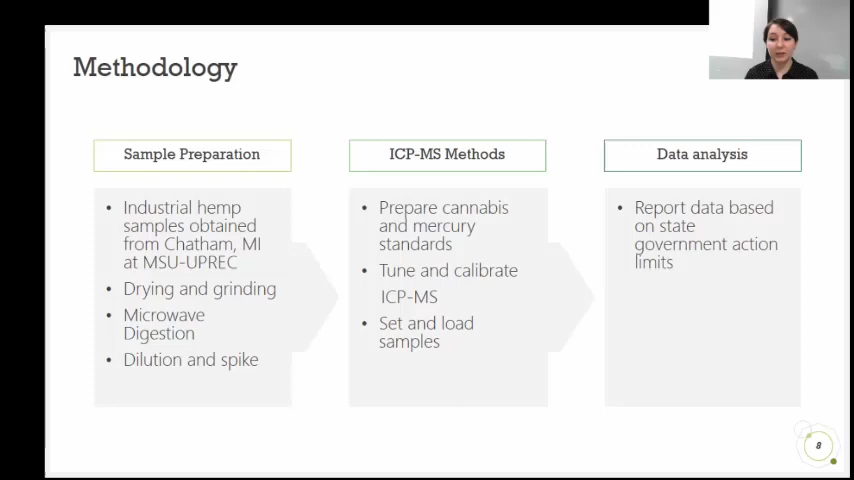 Methodology
Sample Preparation
• Industrial hemp
samples obtained
from Chatham, MI
at MSU-UPREC
• Drying and grinding
• Microwave
Digestion
• Dilution and spike
ICP-MS Methods
• Prepare cannabis
and mercury
standards
• Tune and calibrate
ICP-MS
• Set and load
samples
Data analysis
• Report data based
on state
government action
limits
8